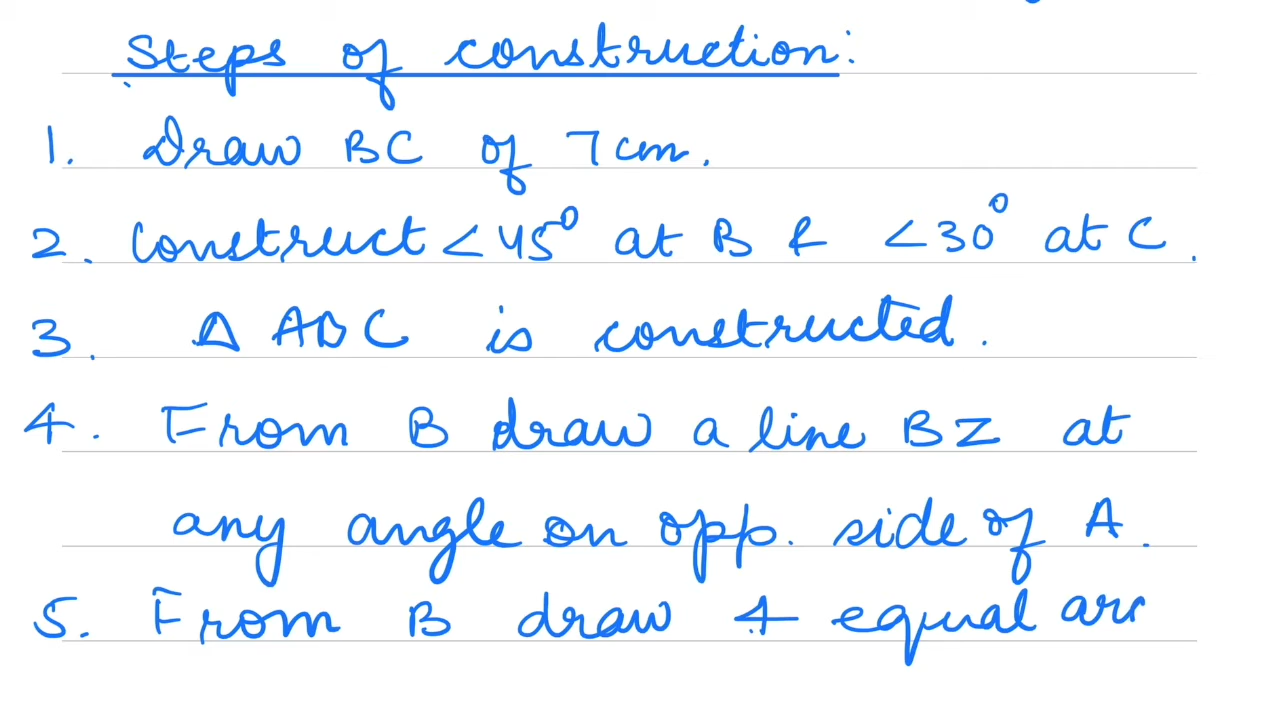 Steps of construction:
1. Draw BC of 7 cm.
2. Construct <45° at B & <30° at C.
3. Δ ABC is constructed.
4. From B draw a line BZ at
any angle on opp. side of A.
5. From B draw 4 equal arc